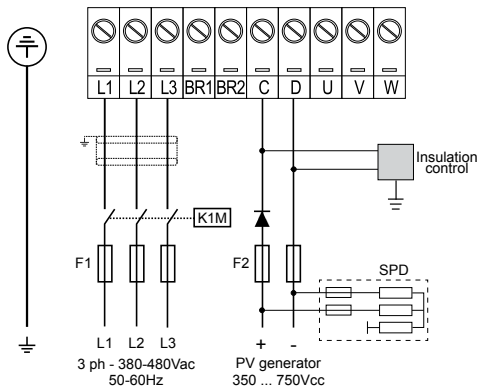 L1 L2 L3 BR1 BR2 C D U V W
Insulation
control
K1M
F1
F2
SPD
L1 L2 L3
+ -
3 ph - 380-480Vac
50-60Hz
PV generator
350 ... 750Vcc